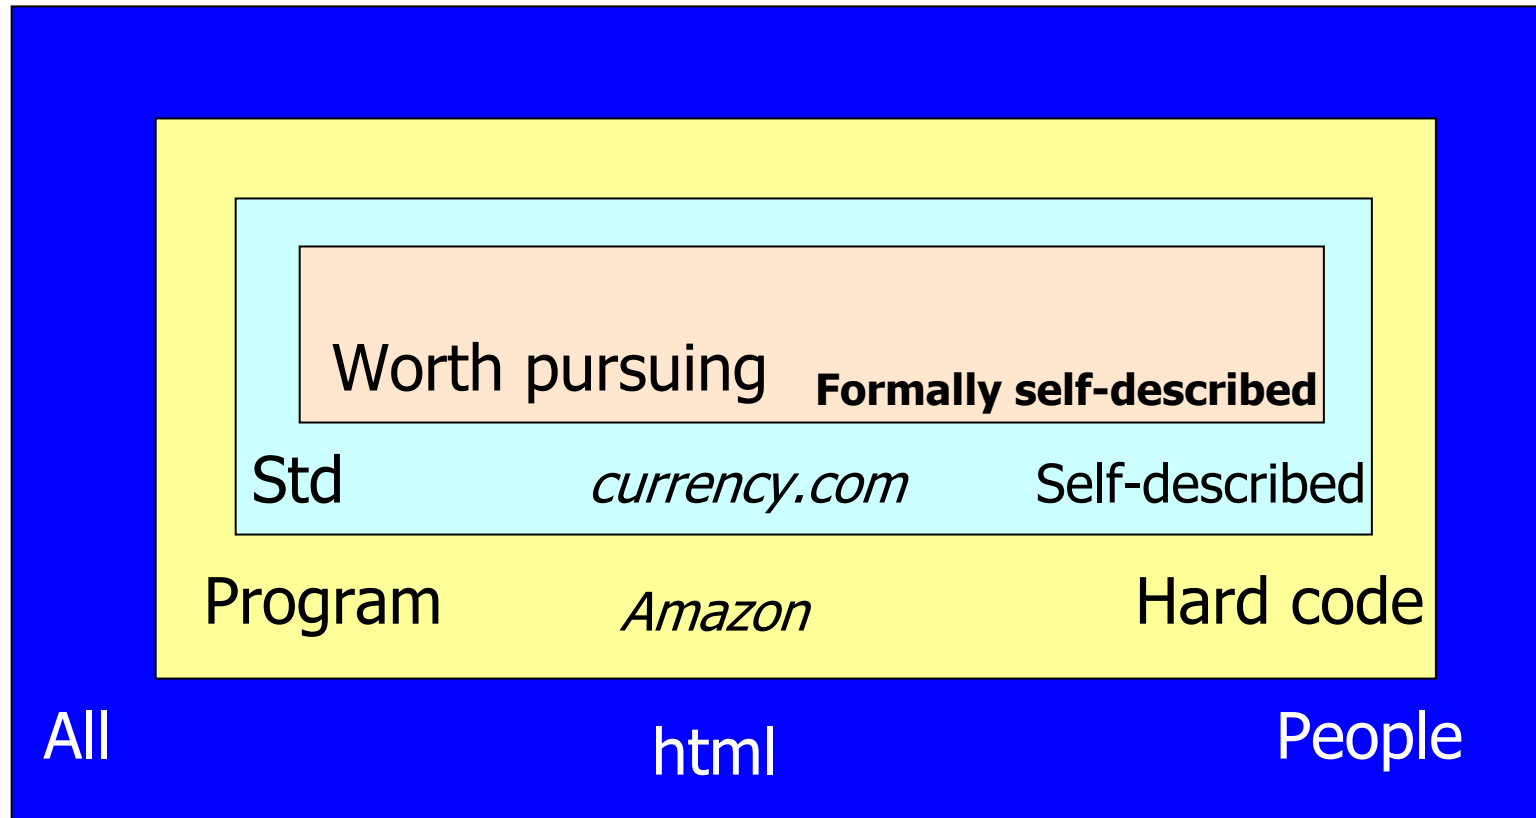 Worth pursuing Formally self-described
Std currency.com Self-described
Program Amazon Hard code
All html People